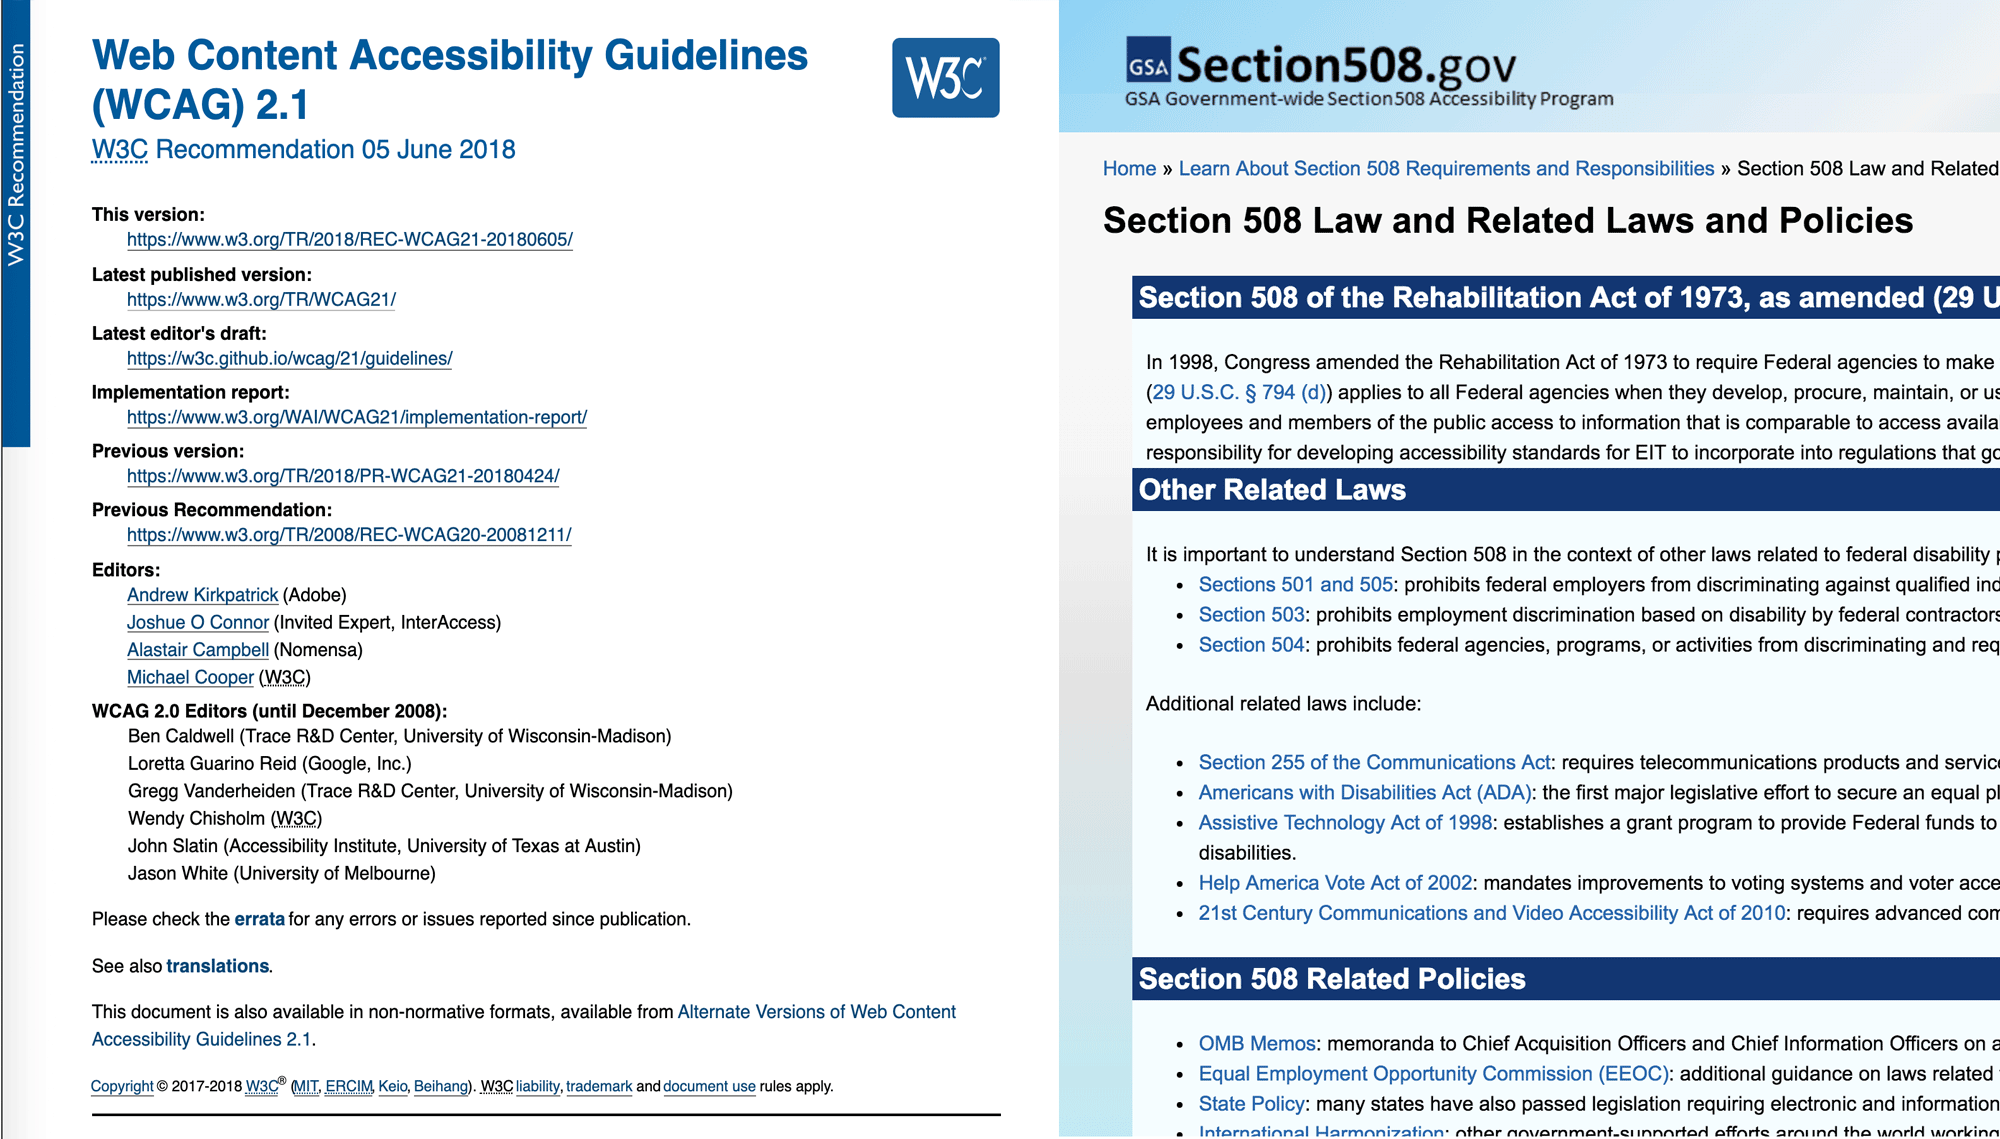 W3C Recommendation
Web Content Accessibility Guidelines
(WCAG) 2.1
W3C
W3C Recommendation 05 June 2018
This version:
https://www.w3.org/TR/2018/REC-WCAG21-20180605/
Latest published version:
https://www.w3.org/TR/WCAG21/
Latest editor's draft:
https://w3c.github.io/wcag/21/guidelines/
Implementation report:
https://www.w3.org/WAI/WCAG21/implementation-report/
Previous version:
https://www.w3.org/TR/2018/PR-WCAG21-20180424/
Previous Recommendation:
https://www.w3.org/TR/2008/REC-WCAG20-20081211/
Editors:
Andrew Kirkpatrick (Adobe)
Joshue O Connor (Invited Expert, InterAccess)
Alastair Campbell (Nomensa)
Michael Cooper (W3C)
WCAG 2.0 Editors (until December 2008):
Ben Caldwell (Trace R&D Center, University of Wisconsin-Madison)
Loretta Guarino Reid (Google, Inc.)
Gregg Vanderheiden (Trace R&D Center, University of Wisconsin-Madison)
Wendy Chisholm (W3C)
John Slatin (Accessibility Institute, University of Texas at Austin)
Jason White (University of Melbourne)
Please check the errata for any errors or issues reported since publication.
See also translations.
This document is also available in non-normative formats, available from Alternate Versions of Web Content
Accessibility Guidelines 2.1.
Copyright © 2017-2018 W3C® (MIT, ERCIM, Keio, Beihang). W3C liability, trademark and document use rules apply.
GSA Section508.gov
GSA Government-wide Section 508 Accessibility Program
Home » Learn About Section 508 Requirements and Responsibilities » Section 508 Law and Related
Section 508 Law and Related Laws and Policies
Section 508 of the Rehabilitation Act of 1973, as amended (29 U
In 1998, Congress amended the Rehabilitation Act of 1973 to require Federal agencies to make
(29 U.S.C. § 794 (d)) applies to all Federal agencies when they develop, procure, maintain, or us
employees and members of the public access to information that is comparable to access availa
responsibility for developing accessibility standards for EIT to incorporate into regulations that go
Other Related Laws
It is important to understand Section 508 in the context of other laws related to federal disability p
• Sections 501 and 505: prohibits federal employers from discriminating against qualified ind
• Section 503: prohibits employment discrimination based on disability by federal contractors
• Section 504: prohibits federal agencies, programs, or activities from discriminating and req
Additional related laws include:
• Section 255 of the Communications Act: requires telecommunications products and servic
• Americans with Disabilities Act (ADA): the first major legislative effort to secure an equal pl
• Assistive Technology Act of 1998: establishes a grant program to provide Federal funds to
disabilities.
• Help America Vote Act of 2002: mandates improvements to voting systems and voter acce
• 21st Century Communications and Video Accessibility Act of 2010: requires advanced com
Section 508 Related Policies
• OMB Memos: memoranda to Chief Acquisition Officers and Chief Information Officers on a
• Equal Employment Opportunity Commission (EEOC): additional guidance on laws related
• State Policy: many states have also passed legislation requiring electronic and information
• International Harmonization: other government-supported efforts around the world working